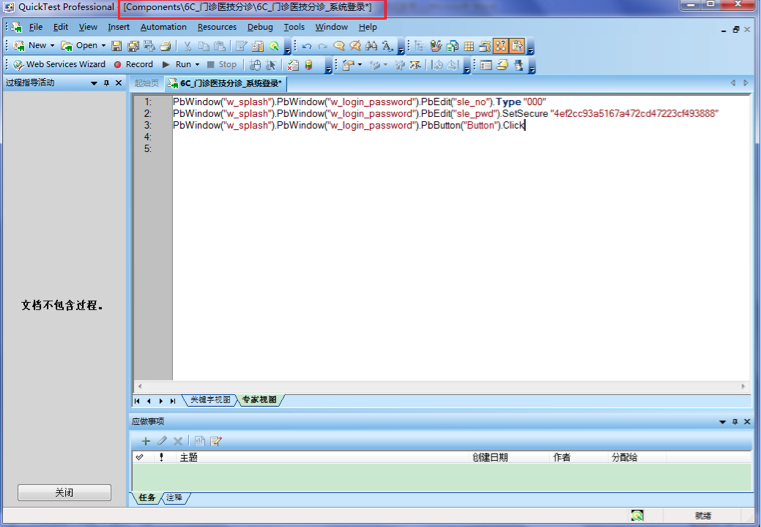 QuickTest Professional - [Components\6C_门诊医技分诊\6C_门诊医技分诊_系统登录*]
File Edit View Insert Automation Resources Debug Tools Window Help
New Open
Web Services Wizard Record Run Stop
过程指导活动
起始页 6C_门诊医技分诊_系统登录*
1: PbWindow("w_splash").PbWindow("w_login_password").PbEdit("sle_no").Type "000"
2: PbWindow("w_splash").PbWindow("w_login_password").PbEdit("sle_pwd").SetSecure "4ef2cc93a5167a472cd47223cf493888"
3: PbWindow("w_splash").PbWindow("w_login_password").PbButton("Button").Click
4:
5:
文档不包含过程。
关键字视图 专家视图
应做事项
! 主题 创建日期 作者 分配给
关闭
任务 注释
就绪